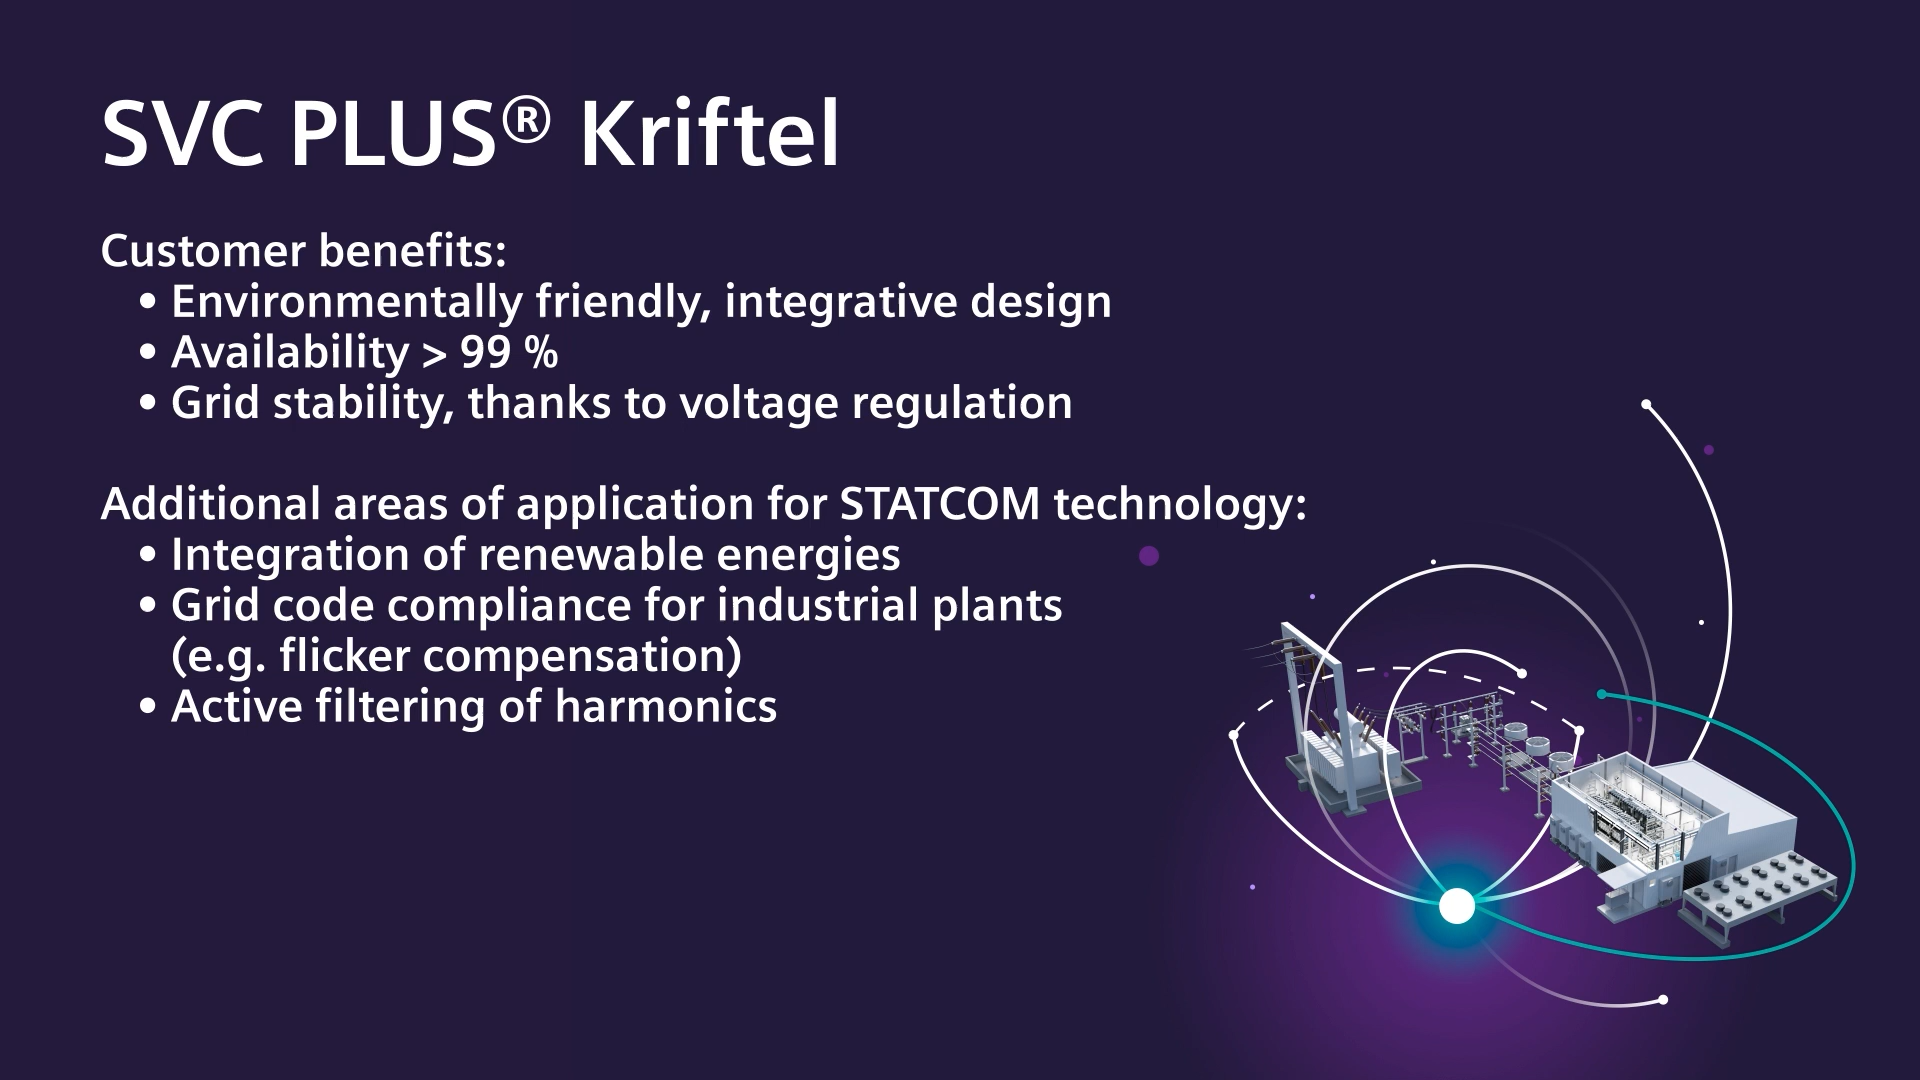 SVC PLUS® Kriftel
Customer benefits:
• Environmentally friendly, integrative design
• Availability > 99 %
• Grid stability, thanks to voltage regulation
Additional areas of application for STATCOM technology:
• Integration of renewable energies
• Grid code compliance for industrial plants
(e.g. flicker compensation)
• Active filtering of harmonics